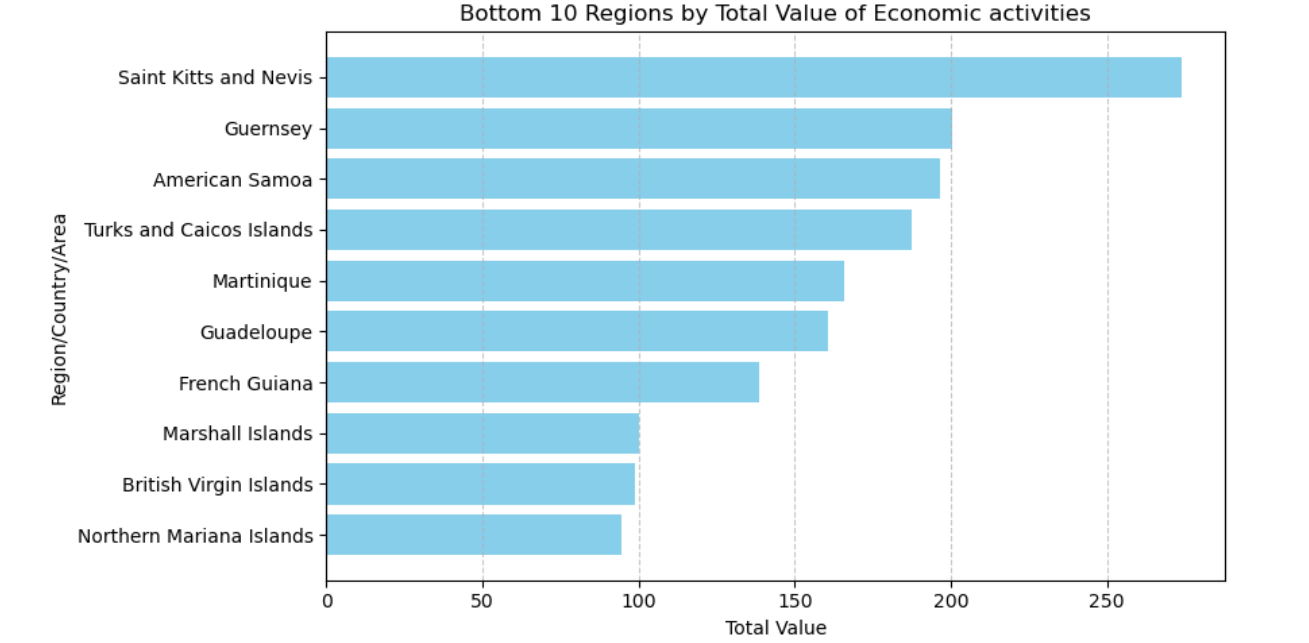 Bottom 10 Regions by Total Value of Economic activities
Region/Country/Area
Saint Kitts and Nevis
Guernsey
American Samoa
Turks and Caicos Islands
Martinique
Guadeloupe
French Guiana
Marshall Islands
British Virgin Islands
Northern Mariana Islands
0 50 100 150 200 250
Total Value